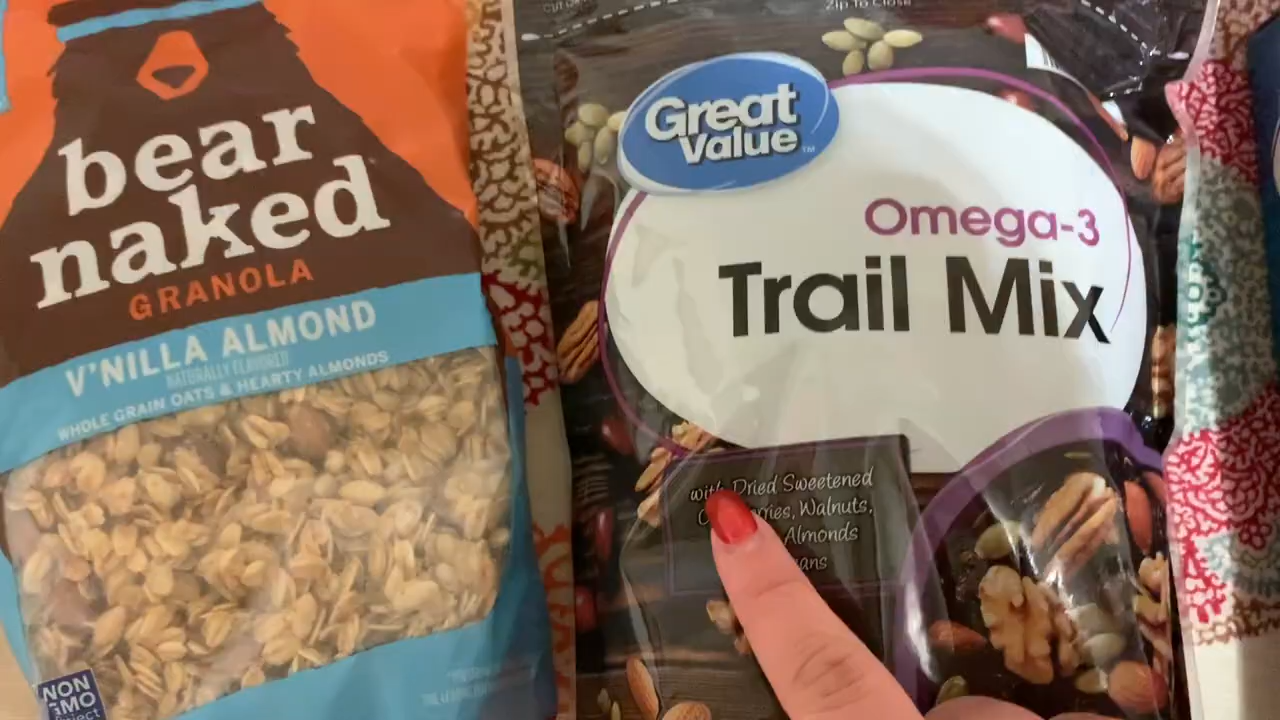 bear
naked
GRANOLA
V'NILLA ALMOND
NATURALLY FLAVORED
WHOLE GRAIN OATS & HEARTY ALMONDS
NON
GMO
Zip To Close
Great
Value
Omega-3
Trail Mix
with Dried Sweetened
Walnuts,
Almonds